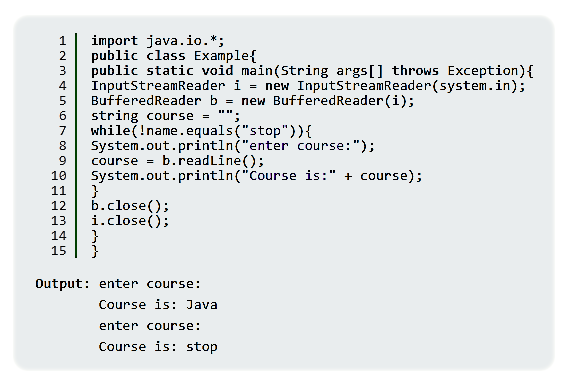 1 import java.io.*;
2 public class Example{
3 public static void main(String args[] throws Exception){
4 InputStreamReader i = new InputStreamReader(system.in);
5 BufferedReader b = new BufferedReader(i);
6 string course = "";
7 while(!name.equals("stop")){
8 System.out.println("enter course:");
9 course = b.readLine();
10 System.out.println("Course is:" + course);
11 }
12 b.close();
13 i.close();
14 }
15 }
Output: enter course:
Course is: Java
enter course:
Course is: stop